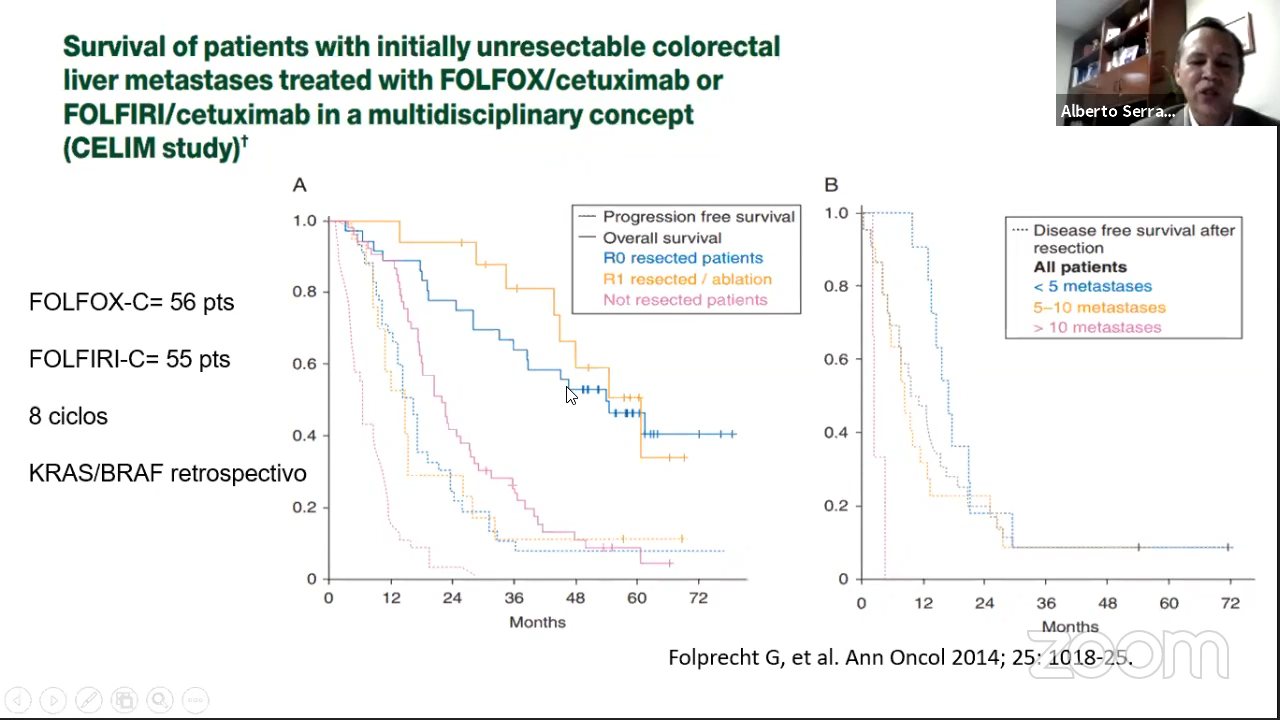 Survival of patients with initially unresectable colorectal
liver metastases treated with FOLFOX/cetuximab or
FOLFIRI/cetuximab in a multidisciplinary concept
(CELIM study)†
Alberto Serra...
FOLFOX-C= 56 pts
FOLFIRI-C= 55 pts
8 ciclos
KRAS/BRAF retrospectivo
A
1.0
0.8
0.6
0.4
0.2
0
0 12 24 36 48 60 72
Months
Progression free survival
Overall survival
R0 resected patients
R1 resected / ablation
Not resected patients
B
1.0
0.8
0.6
0.4
0.2
0
0 12 24 36 48 60 72
Months
Disease free survival after
resection
All patients
< 5 metastases
5–10 metastases
> 10 metastases
Folprecht G, et al. Ann Oncol 2014; 25: 1018-25.
zoom